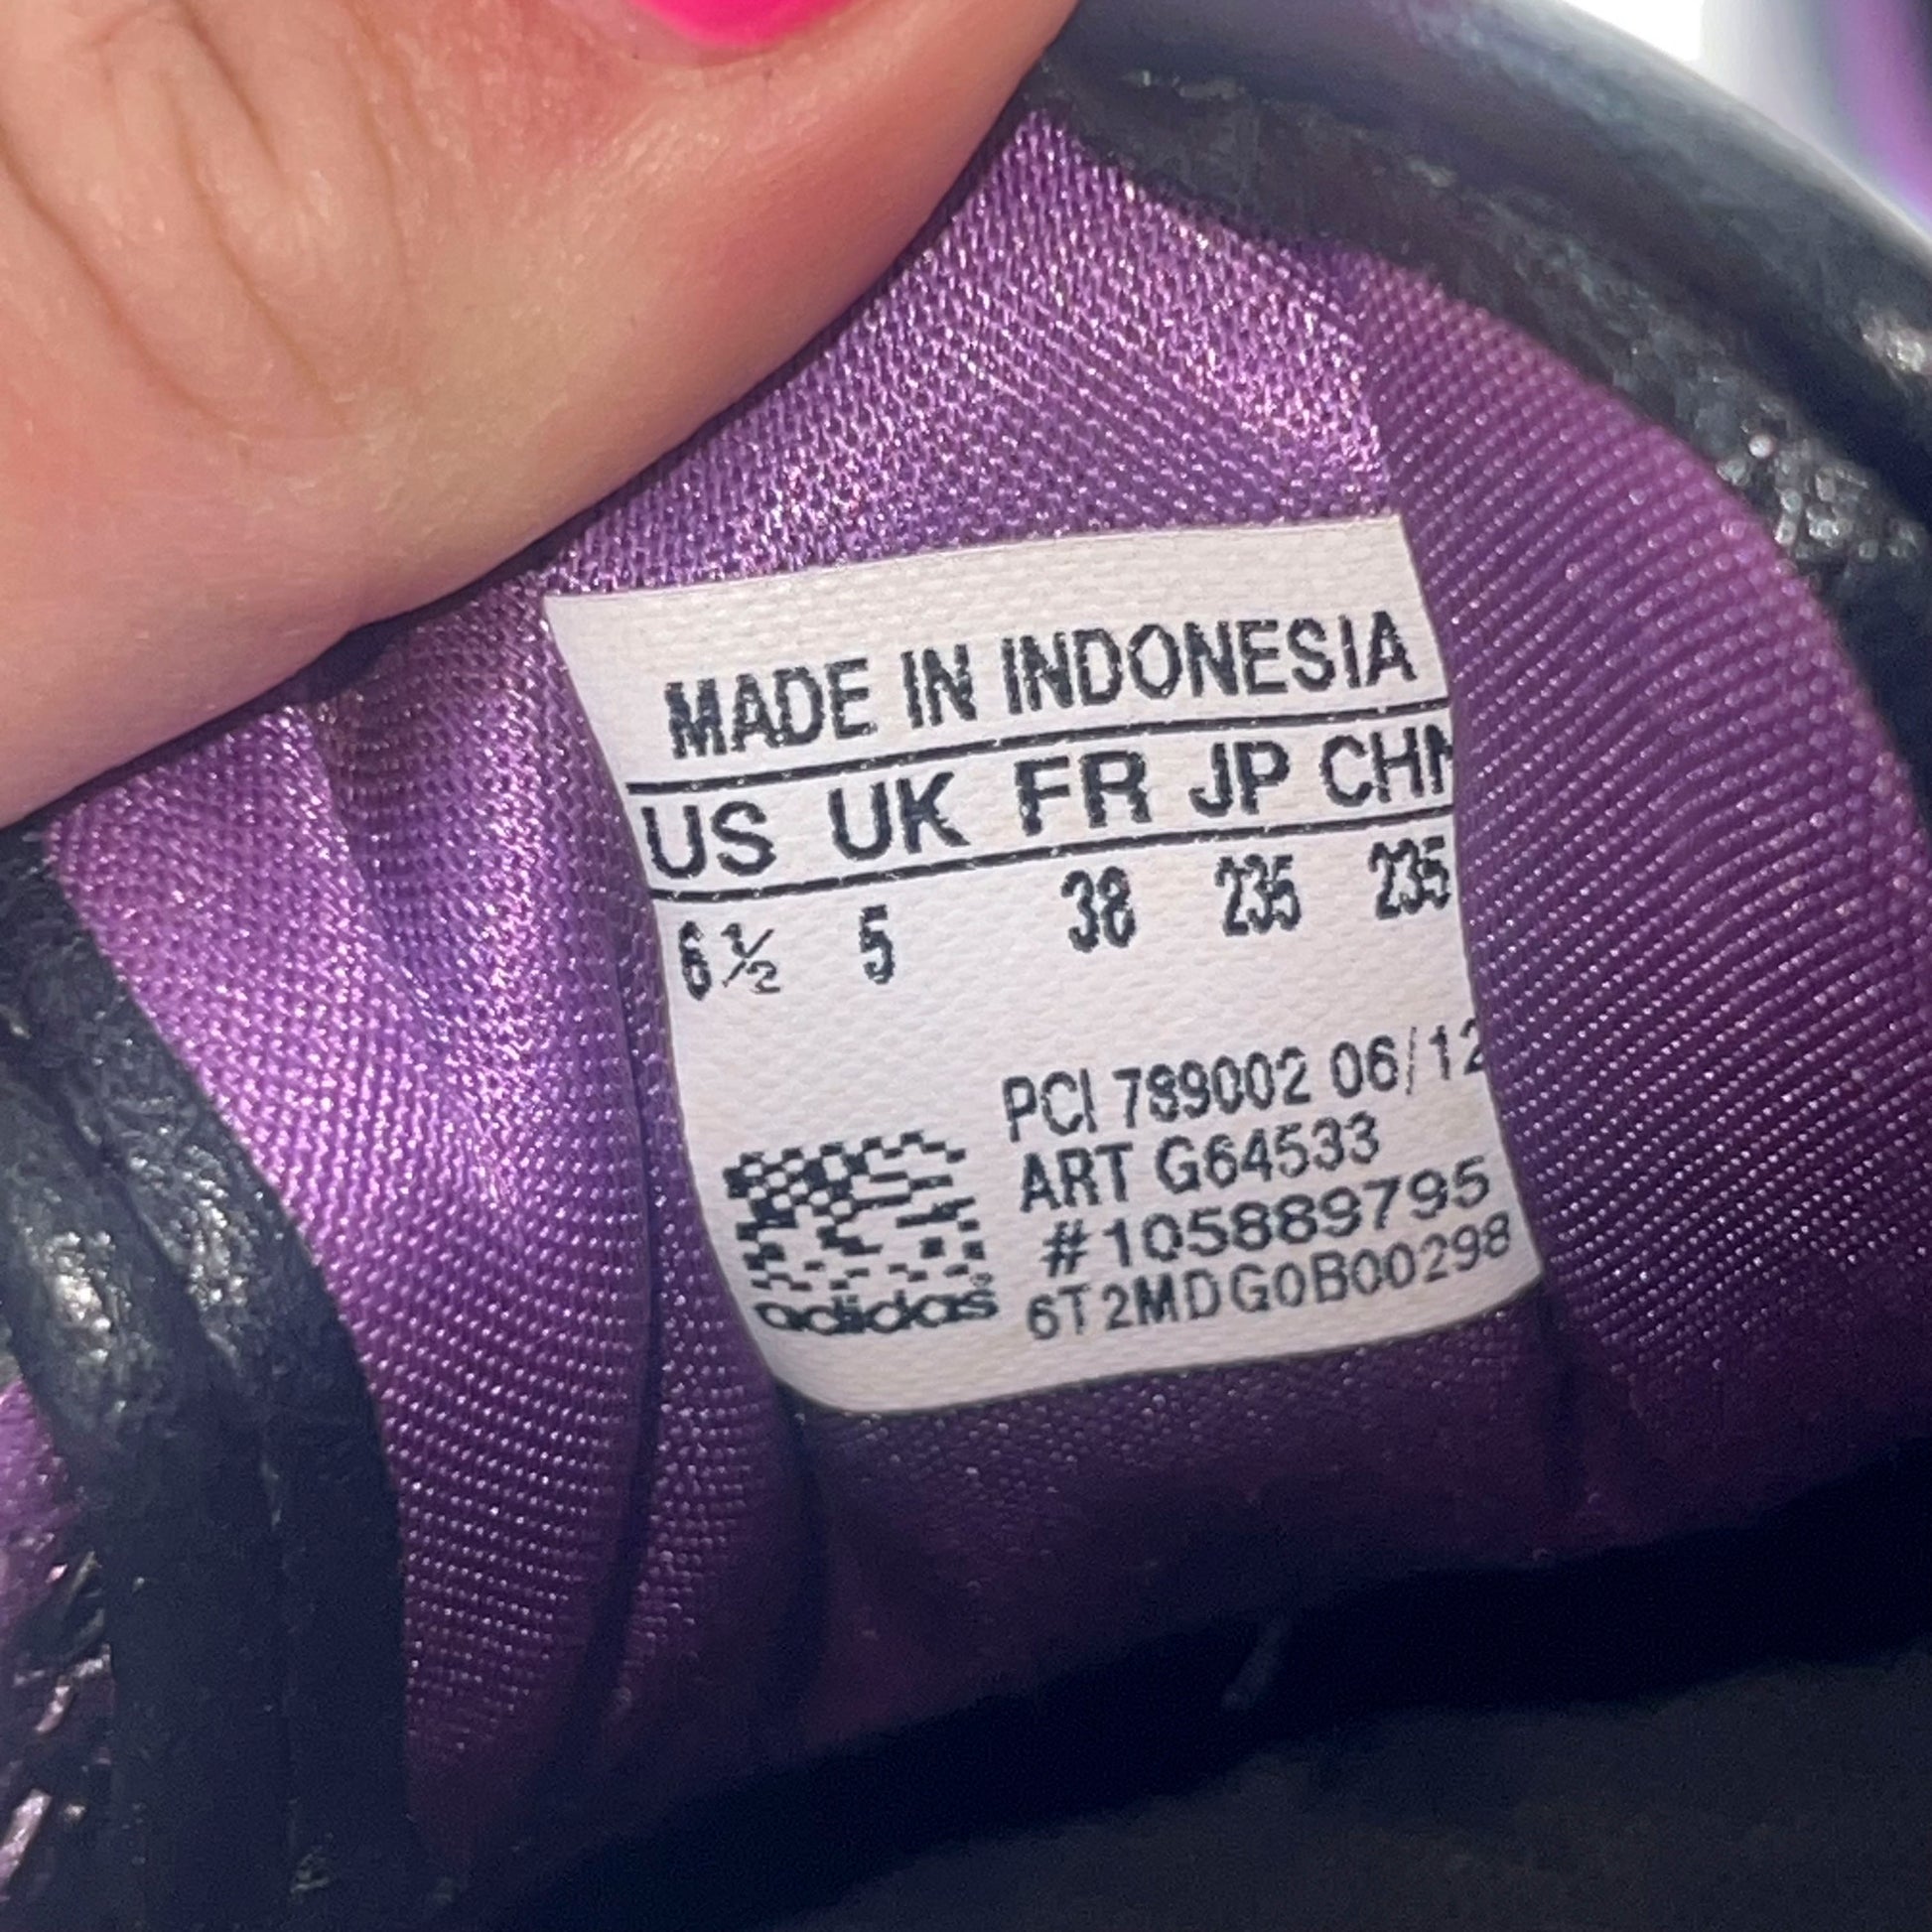 MADE IN INDONESIA
US UK FR JP CHN
6½ 5 38 235 235
PCI 789002 06/12
ART G64533
#105889795
6T2MDG0B00298
adidas